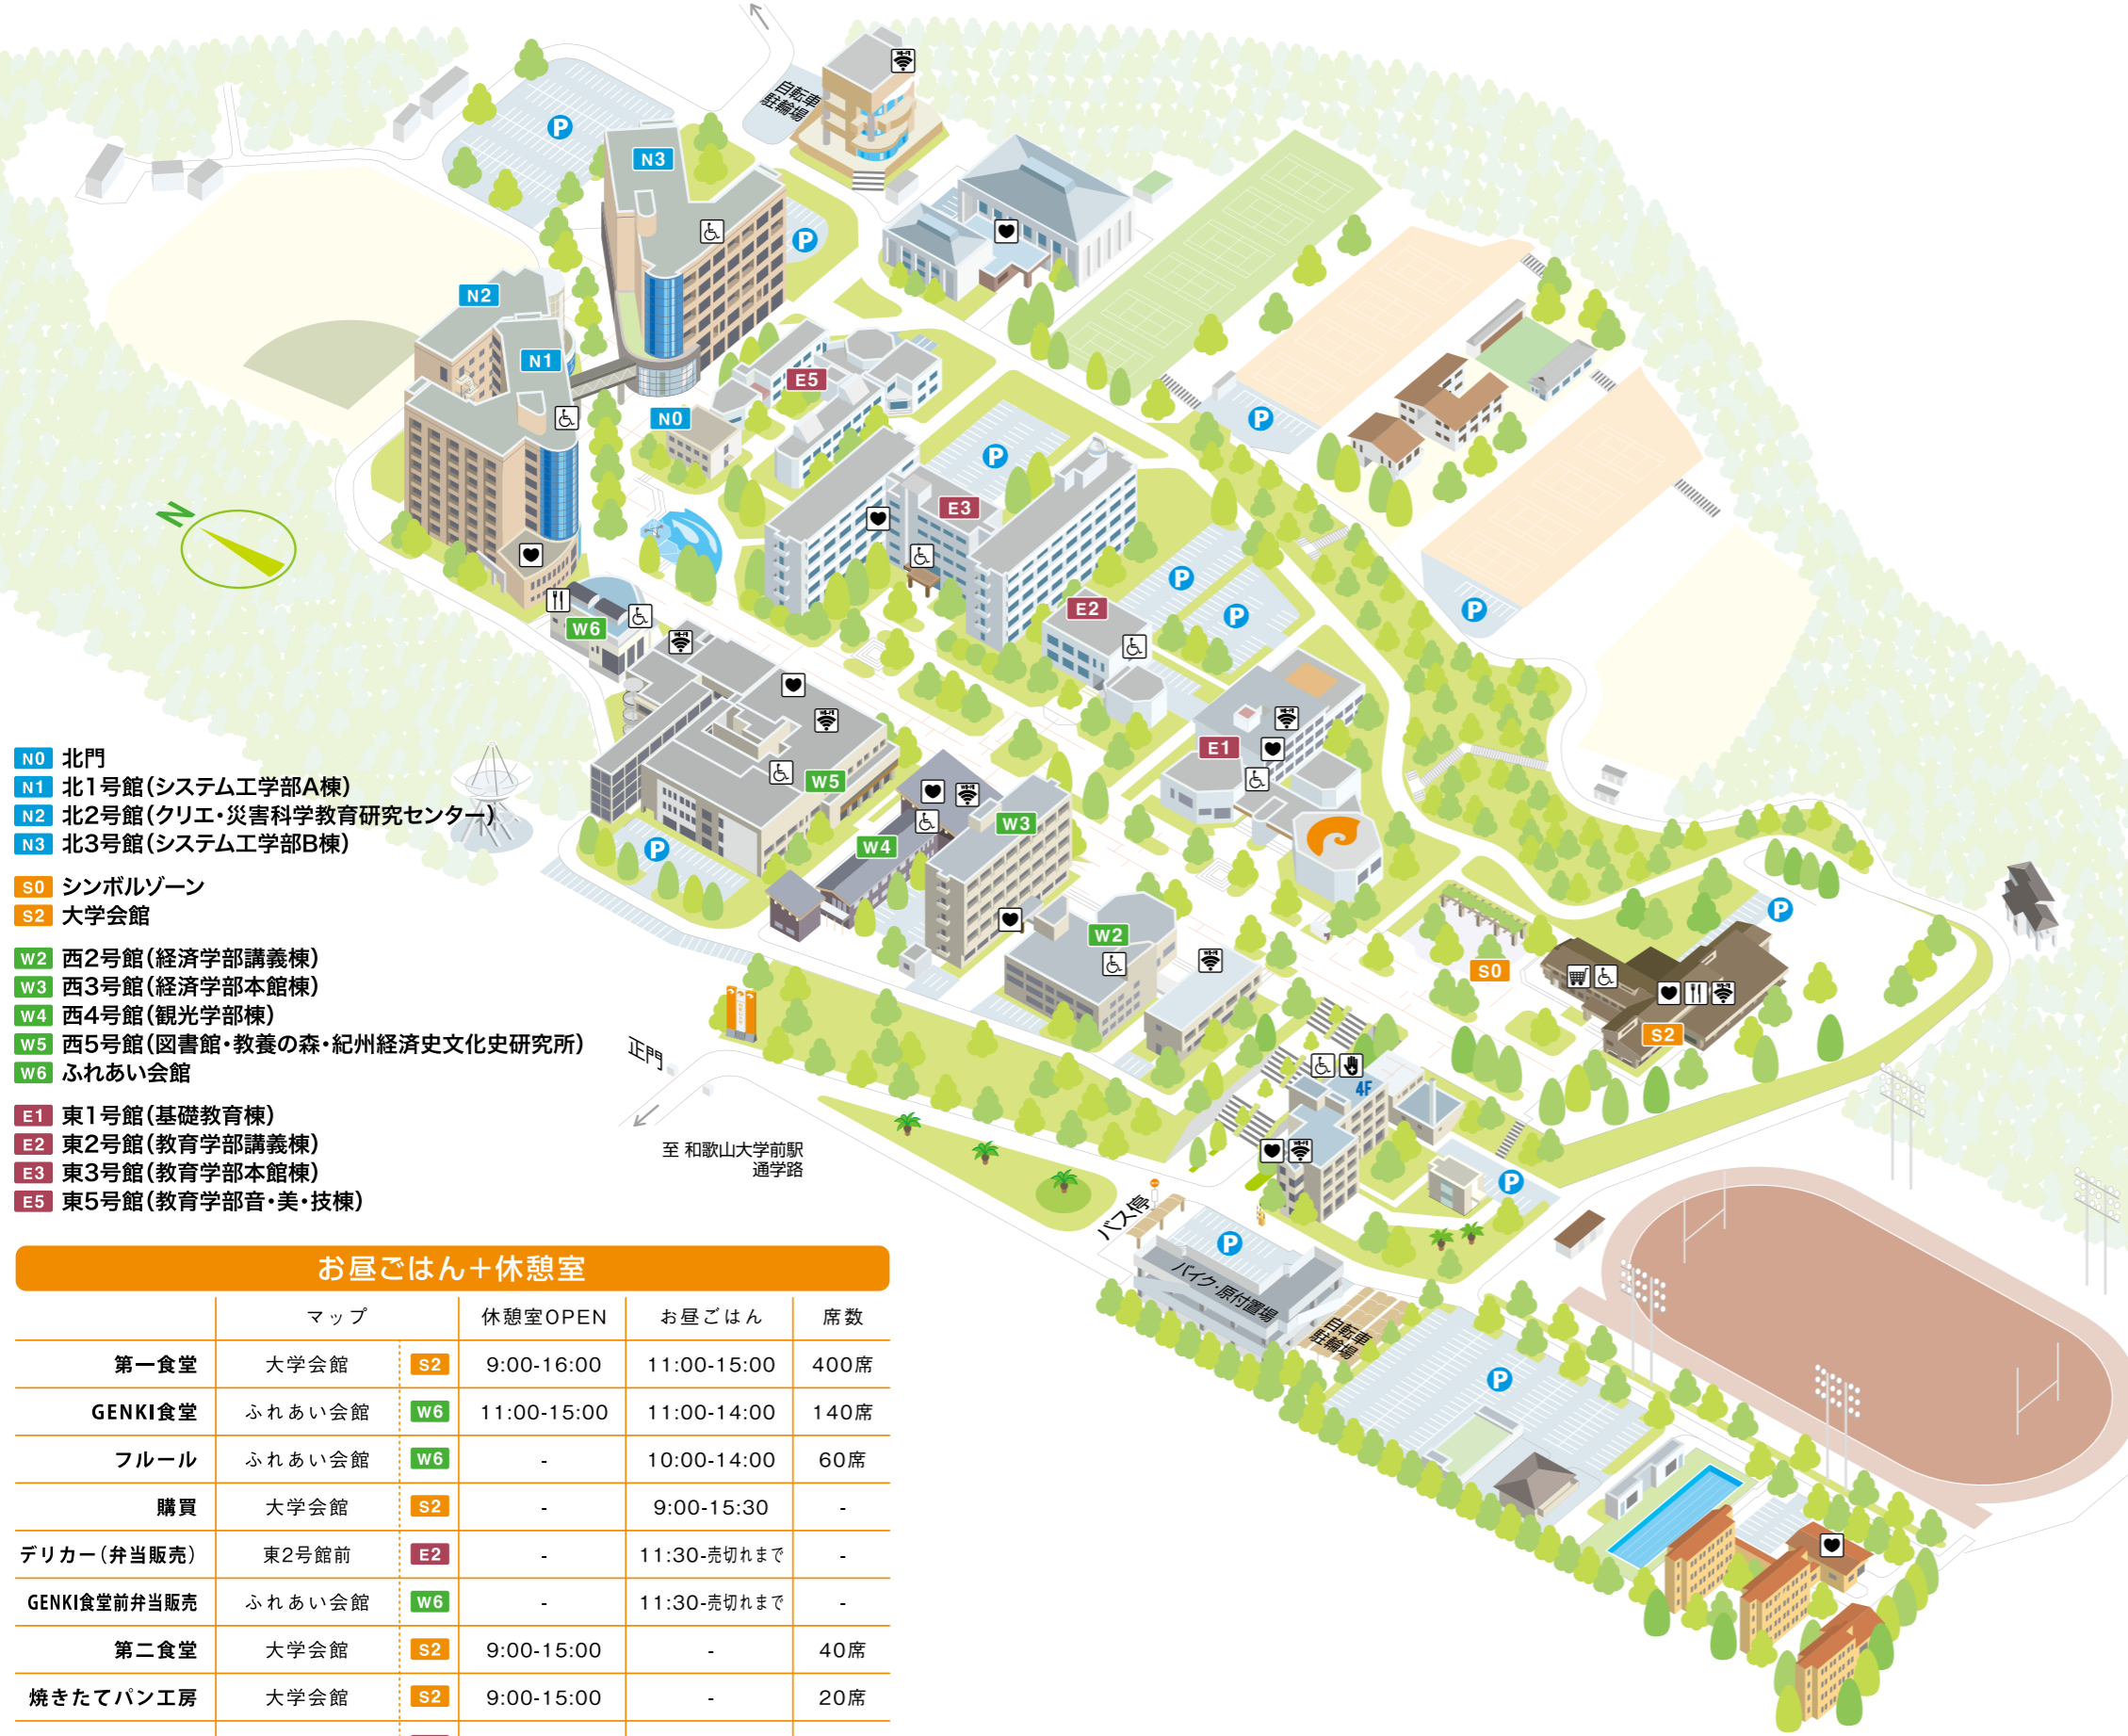 自転車
駐輪場
P
N3
P
N2
N1
E5
N0
P
P
E3
N
E2
P
P
P
W6
E1
W5
W3
W4
P
W2
P
S0
S2
4F
P
正門
至 和歌山大学前駅
通学路
バス停
P
バイク・原付置場
自転車
駐輪場
P
N0 北門
N1 北1号館(システム工学部A棟)
N2 北2号館(クリエ・災害科学教育研究センター)
N3 北3号館(システム工学部B棟)
S0 シンボルゾーン
S2 大学会館
W2 西2号館(経済学部講義棟)
W3 西3号館(経済学部本館棟)
W4 西4号館(観光学部棟)
W5 西5号館(図書館・教養の森・紀州経済史文化史研究所)
W6 ふれあい会館
E1 東1号館(基礎教育棟)
E2 東2号館(教育学部講義棟)
E3 東3号館(教育学部本館棟)
E5 東5号館(教育学部音・美・技棟)
お昼ごはん+休憩室
マップ 休憩室OPEN お昼ごはん 席数
第一食堂 大学会館 S2 9:00-16:00 11:00-15:00 400席
GENKI食堂 ふれあい会館 W6 11:00-15:00 11:00-14:00 140席
フルール ふれあい会館 W6 - 10:00-14:00 60席
購買 大学会館 S2 - 9:00-15:30 -
デリカー(弁当販売) 東2号館前 E2 - 11:30-売切れまで -
GENKI食堂前弁当販売 ふれあい会館 W6 - 11:30-売切れまで -
第二食堂 大学会館 S2 9:00-15:00 - 40席
焼きたてパン工房 大学会館 S2 9:00-15:00 - 20席